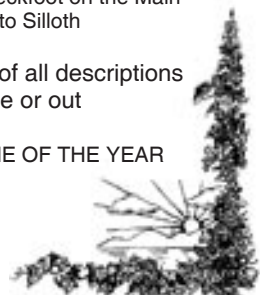 eckfoot on the Main
to Silloth
of all descriptions
e or out
OF THE YEAR